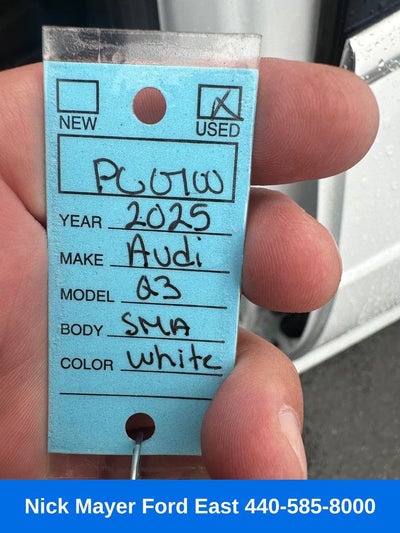 NEW
X USED
YEAR 2025
MAKE Audi
MODEL Q3
BODY SMA
COLOR white
Nick Mayer Ford East 440-585-8000